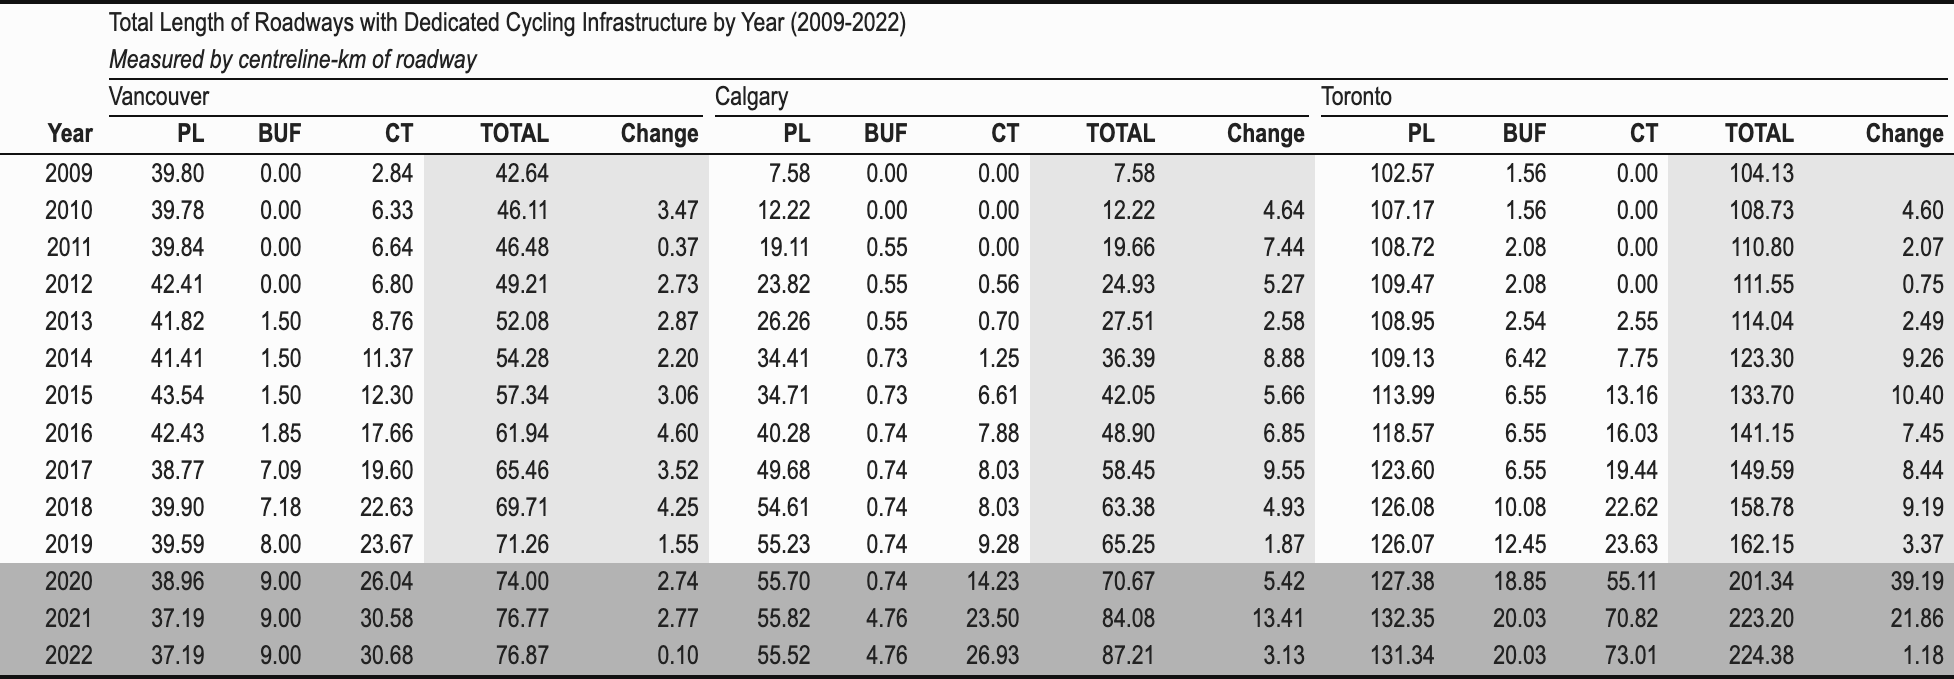 Total Length of Roadways with Dedicated Cycling Infrastructure by Year (2009-2022)
Measured by centreline-km of roadway
Vancouver Calgary Toronto
Year PL BUF CT TOTAL Change PL BUF CT TOTAL Change PL BUF CT TOTAL Change
2009 39.80 0.00 2.84 42.64 7.58 0.00 0.00 7.58 102.57 1.56 0.00 104.13
2010 39.78 0.00 6.33 46.11 3.47 12.22 0.00 0.00 12.22 4.64 107.17 1.56 0.00 108.73 4.60
2011 39.84 0.00 6.64 46.48 0.37 19.11 0.55 0.00 19.66 7.44 108.72 2.08 0.00 110.80 2.07
2012 42.41 0.00 6.80 49.21 2.73 23.82 0.55 0.56 24.93 5.27 109.47 2.08 0.00 111.55 0.75
2013 41.82 1.50 8.76 52.08 2.87 26.26 0.55 0.70 27.51 2.58 108.95 2.54 2.55 114.04 2.49
2014 41.41 1.50 11.37 54.28 2.20 34.41 0.73 1.25 36.39 8.88 109.13 6.42 7.75 123.30 9.26
2015 43.54 1.50 12.30 57.34 3.06 34.71 0.73 6.61 42.05 5.66 113.99 6.55 13.16 133.70 10.40
2016 42.43 1.85 17.66 61.94 4.60 40.28 0.74 7.88 48.90 6.85 118.57 6.55 16.03 141.15 7.45
2017 38.77 7.09 19.60 65.46 3.52 49.68 0.74 8.03 58.45 9.55 123.60 6.55 19.44 149.59 8.44
2018 39.90 7.18 22.63 69.71 4.25 54.61 0.74 8.03 63.38 4.93 126.08 10.08 22.62 158.78 9.19
2019 39.59 8.00 23.67 71.26 1.55 55.23 0.74 9.28 65.25 1.87 126.07 12.45 23.63 162.15 3.37
2020 38.96 9.00 26.04 74.00 2.74 55.70 0.74 14.23 70.67 5.42 127.38 18.85 55.11 201.34 39.19
2021 37.19 9.00 30.58 76.77 2.77 55.82 4.76 23.50 84.08 13.41 132.35 20.03 70.82 223.20 21.86
2022 37.19 9.00 30.68 76.87 0.10 55.52 4.76 26.93 87.21 3.13 131.34 20.03 73.01 224.38 1.18